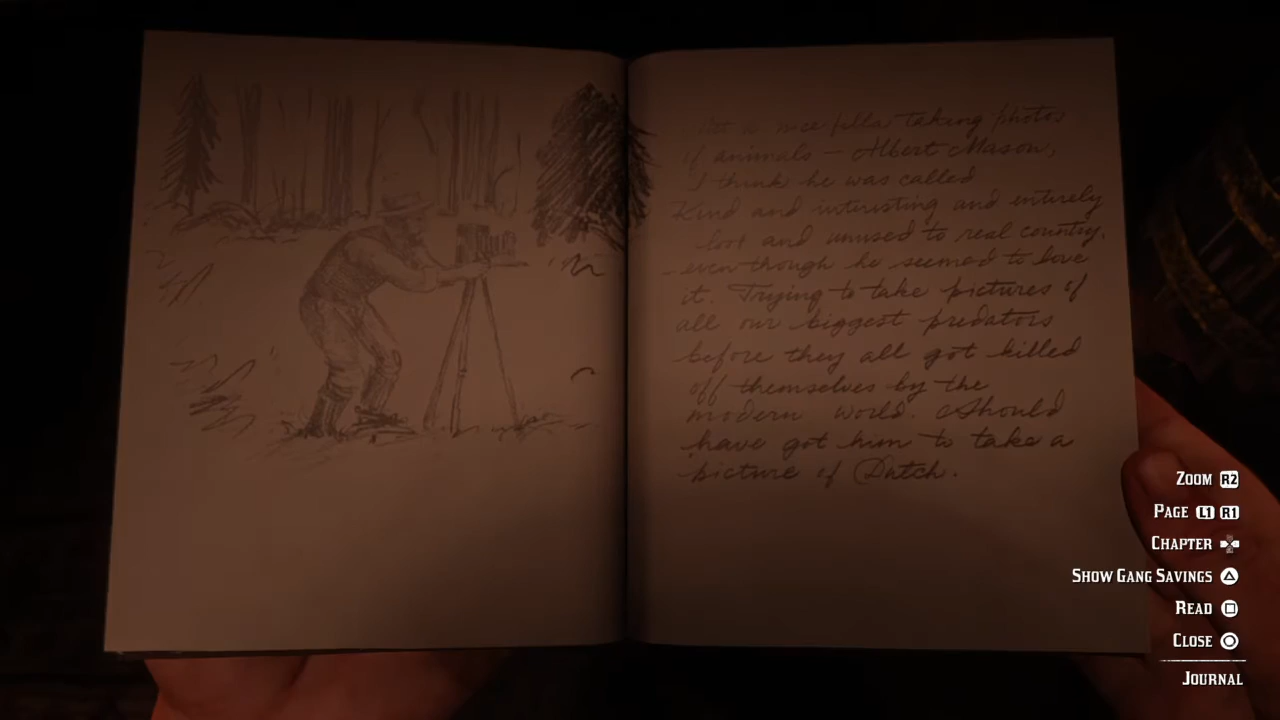 Met a nice fella taking photos
of animals – Albert Mason,
I think he was called
Kind and interesting and entirely
lost and unused to real country,
even though he seemed to love
it. Trying to take pictures of
all our biggest predators
before they all got killed
off themselves by the
modern world. Should
have got him to take a
picture of Dutch.
ZOOM R2
PAGE L1 R1
CHAPTER
SHOW GANG SAVINGS
READ
CLOSE
JOURNAL